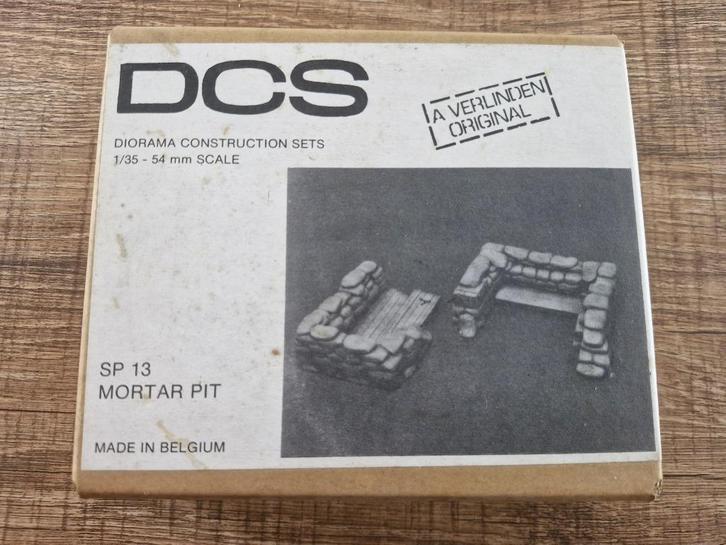 DCS
A VERLINDEN
ORIGINAL
DIORAMA CONSTRUCTION SETS
1/35 - 54 mm SCALE
SP 13
MORTAR PIT
MADE IN BELGIUM